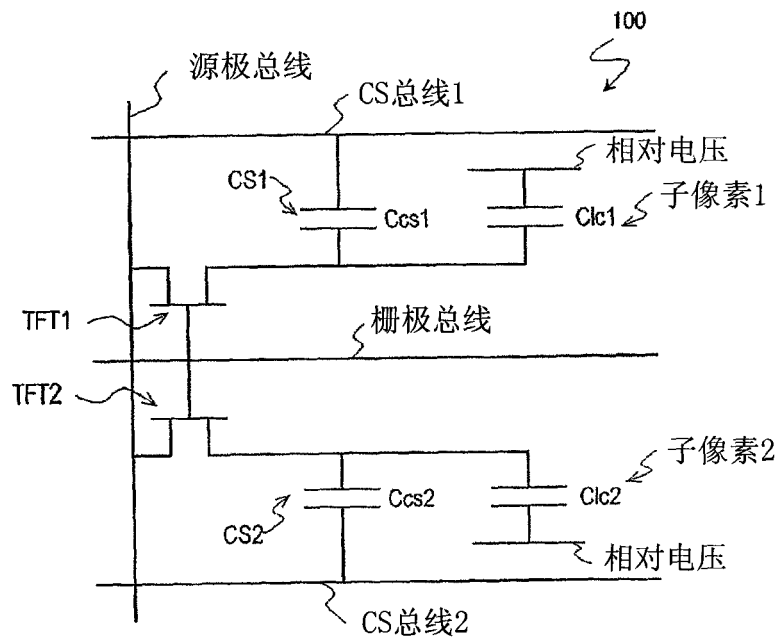 100
源极总线
CS总线1
相对电压
CS1
Ccs1
Clc1
子像素1
TFT1
栅极总线
TFT2
子像素2
Ccs2
Clc2
CS2
相对电压
CS总线2